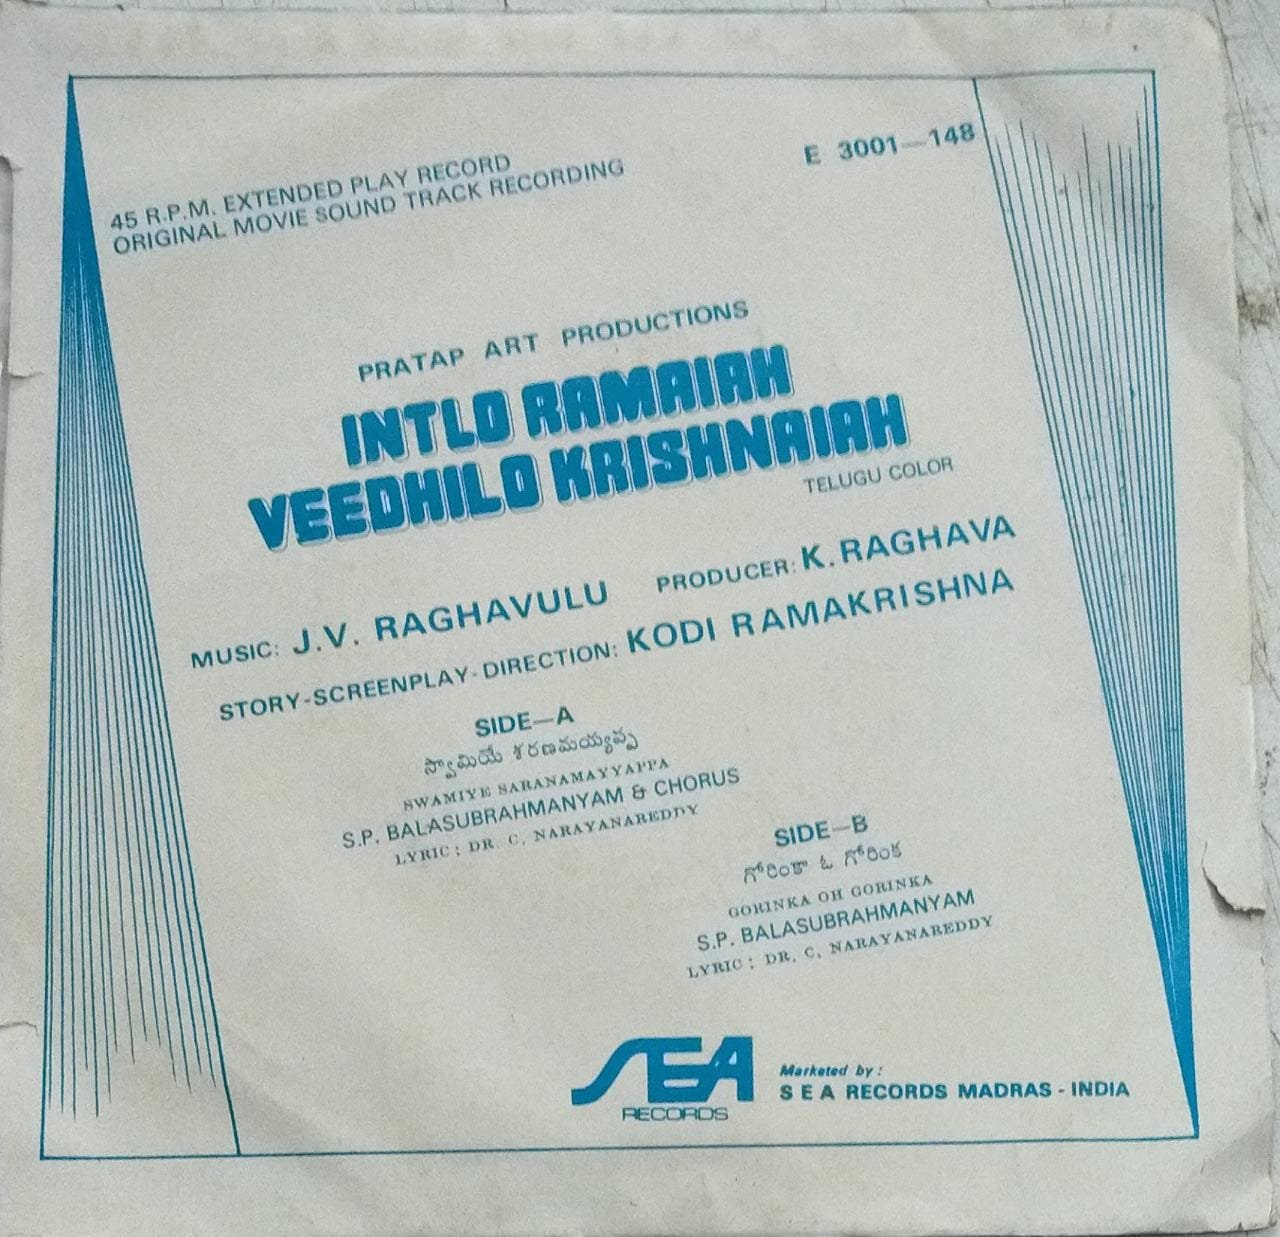 45 R.P.M. EXTENDED PLAY RECORD
ORIGINAL MOVIE SOUND TRACK RECORDING
E 3001—148
PRATAP ART PRODUCTIONS
INTLO RAMAIAH
VEEDHILO KRISHNAIAH
TELUGU COLOR
MUSIC: J.V. RAGHAVULU PRODUCER: K. RAGHAVA
STORY-SCREENPLAY-DIRECTION: KODI RAMAKRISHNA
SIDE—A
స్వామియే శరణమయ్యప్ప
SWAMIYE SARANAMAYYAPPA
S.P. BALASUBRAHMANYAM & CHORUS
LYRIC : DR. C. NARAYANAREDDY
SIDE—B
గోరింకా ఓ గోరింక
GORINKA OH GORINKA
S.P. BALASUBRAHMANYAM
LYRIC : DR. C. NARAYANAREDDY
SEA
RECORDS
Marketed by :
S E A RECORDS MADRAS - INDIA